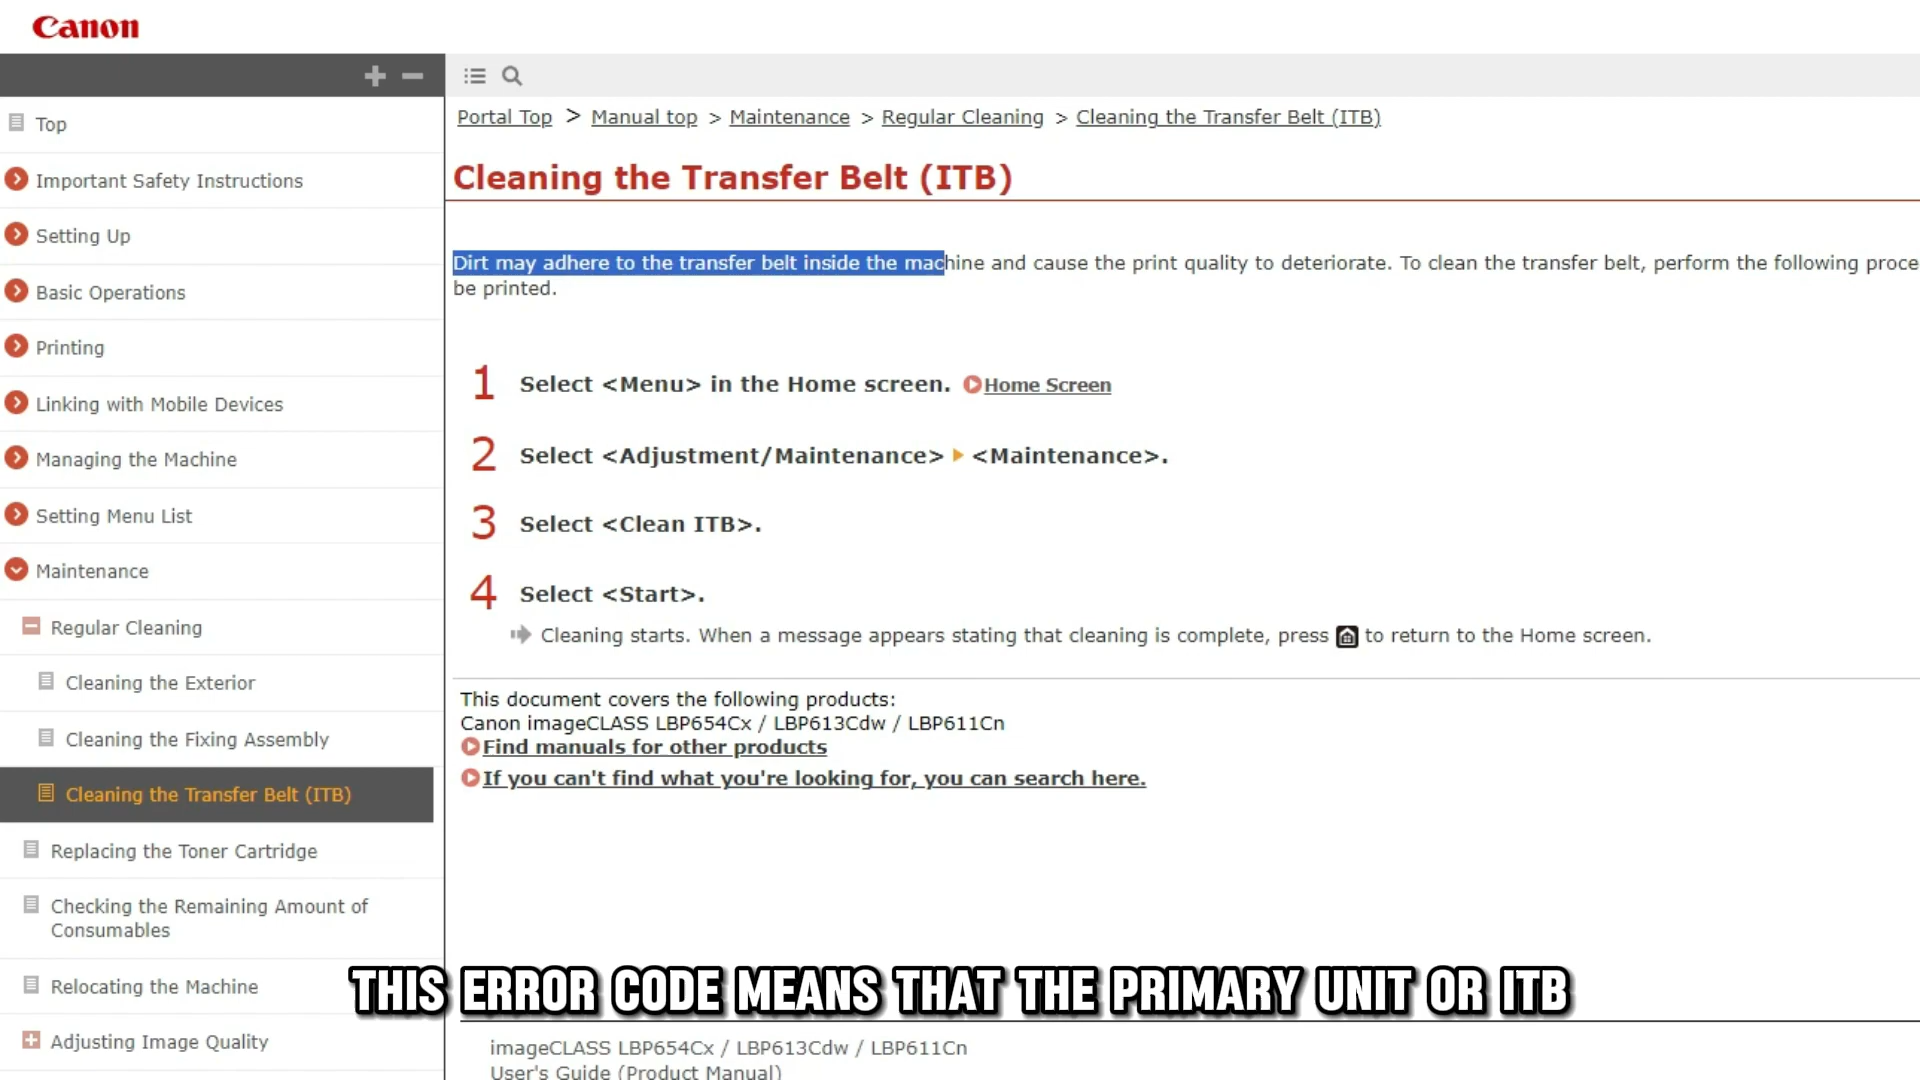 Canon
Top
Important Safety Instructions
Setting Up
Basic Operations
Printing
Linking with Mobile Devices
Managing the Machine
Setting Menu List
Maintenance
Regular Cleaning
Cleaning the Exterior
Cleaning the Fixing Assembly
Cleaning the Transfer Belt (ITB)
Replacing the Toner Cartridge
Checking the Remaining Amount of
Consumables
Relocating the Machine
Adjusting Image Quality
Portal Top > Manual top > Maintenance > Regular Cleaning > Cleaning the Transfer Belt (ITB)
Cleaning the Transfer Belt (ITB)
Dirt may adhere to the transfer belt inside the machine and cause the print quality to deteriorate. To clean the transfer belt, perform the following proce
be printed.
1 Select <Menu> in the Home screen. Home Screen
2 Select <Adjustment/Maintenance> <Maintenance>.
3 Select <Clean ITB>.
4 Select <Start>.
Cleaning starts. When a message appears stating that cleaning is complete, press to return to the Home screen.
This document covers the following products:
Canon imageCLASS LBP654Cx / LBP613Cdw / LBP611Cn
Find manuals for other products
If you can't find what you're looking for, you can search here.
THIS ERROR CODE MEANS THAT THE PRIMARY UNIT OR ITB
imageCLASS LBP654Cx / LBP613Cdw / LBP611Cn
User's Guide (Product Manual)